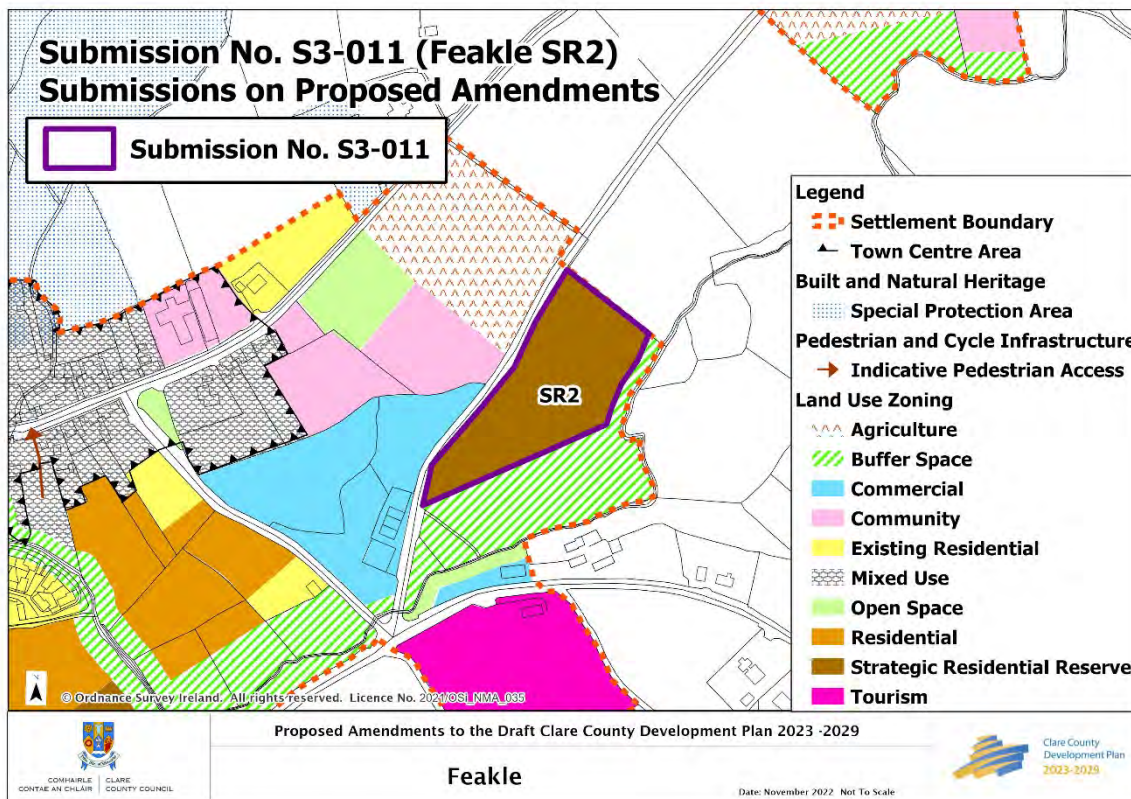 Submission No. S3-011 (Feakle SR2)
Submissions on Proposed Amendments
Submission No. S3-011
SR2
Legend
Settlement Boundary
Town Centre Area
Built and Natural Heritage
Special Protection Area
Pedestrian and Cycle Infrastructure
Indicative Pedestrian Access
Land Use Zoning
Agriculture
Buffer Space
Commercial
Community
Existing Residential
Mixed Use
Open Space
Residential
Strategic Residential Reserve
Tourism
N
© Ordnance Survey Ireland. All rights reserved. Licence No. 2021/OSi_NMA_035
COMHAIRLE
CONTAE AN CHLÁIR
CLARE
COUNTY COUNCIL
Proposed Amendments to the Draft Clare County Development Plan 2023 -2029
Feakle
Date: November 2022 Not To Scale
Clare County
Development Plan
2023-2029